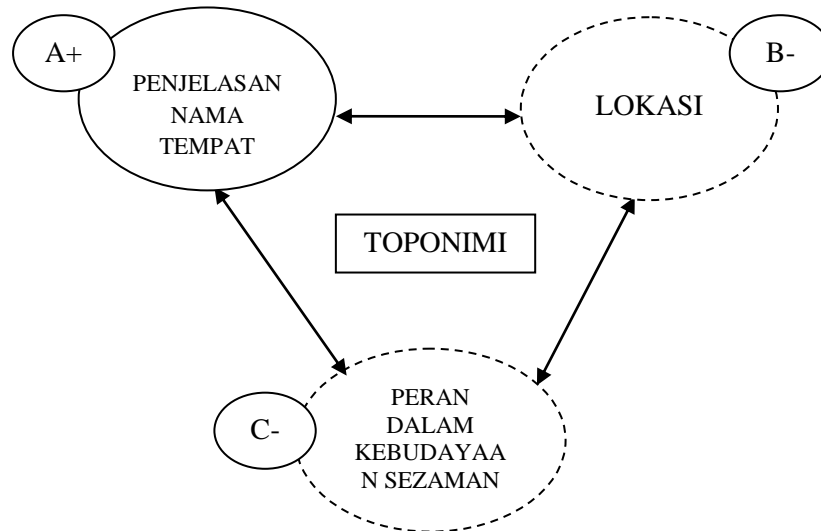 A+
PENJELASAN
NAMA
TEMPAT
B-
LOKASI
TOPONIMI
C-
PERAN
DALAM
KEBUDAYAA
N SEZAMAN